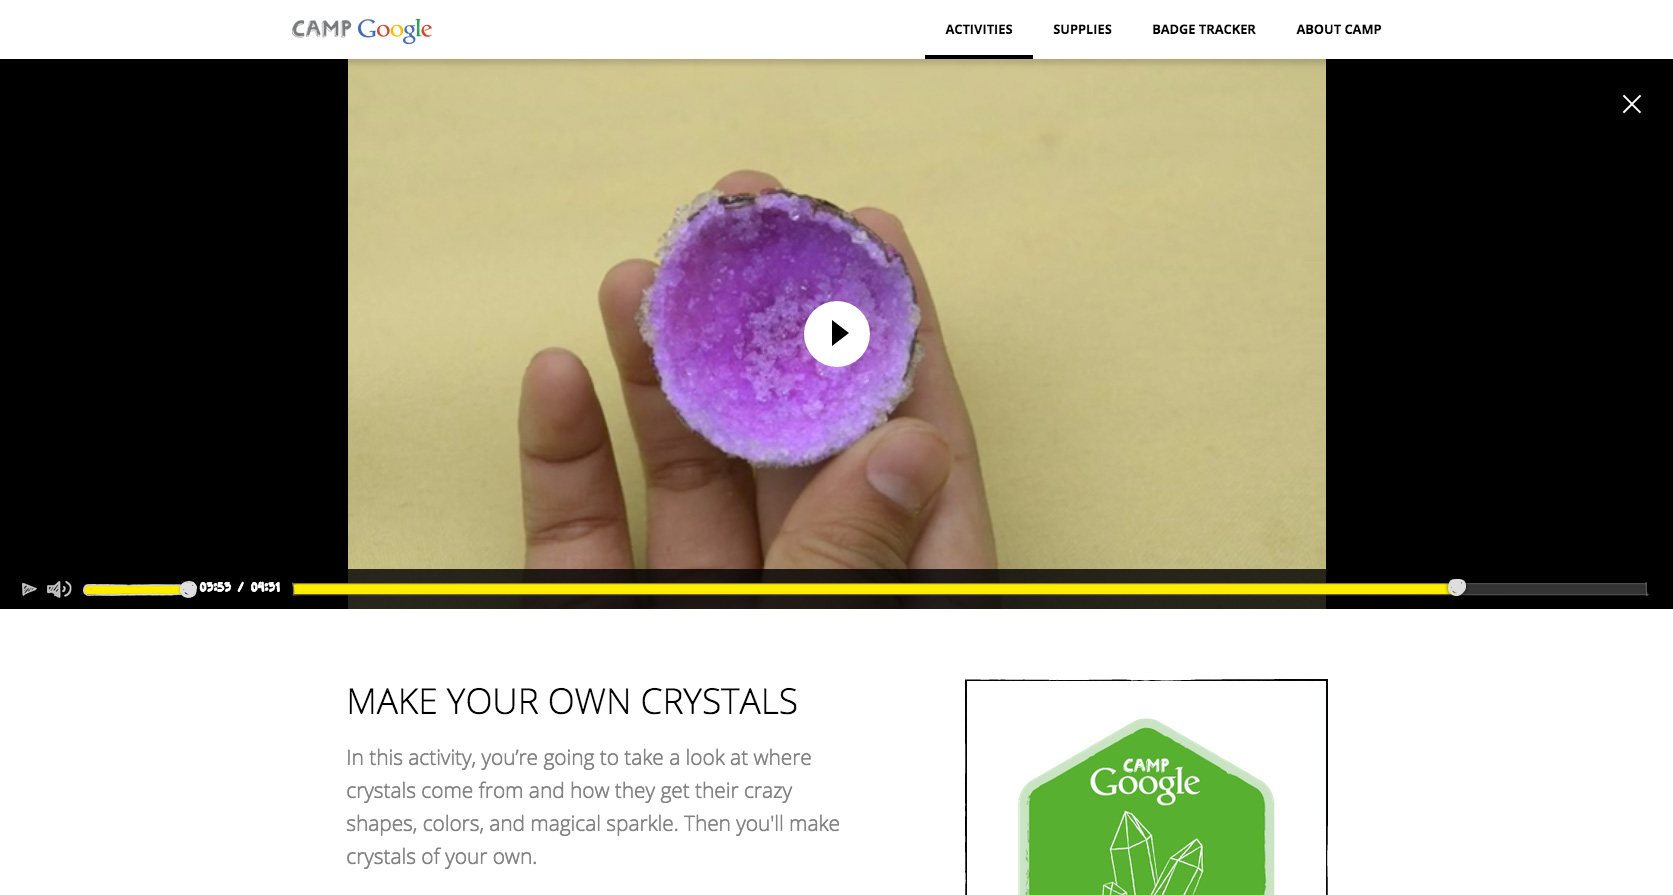 CAMP Google
ACTIVITIES
SUPPLIES
BADGE TRACKER
ABOUT CAMP
03:53 / 04:31
MAKE YOUR OWN CRYSTALS
In this activity, you’re going to take a look at where
crystals come from and how they get their crazy
shapes, colors, and magical sparkle. Then you'll make
crystals of your own.
CAMP
Google